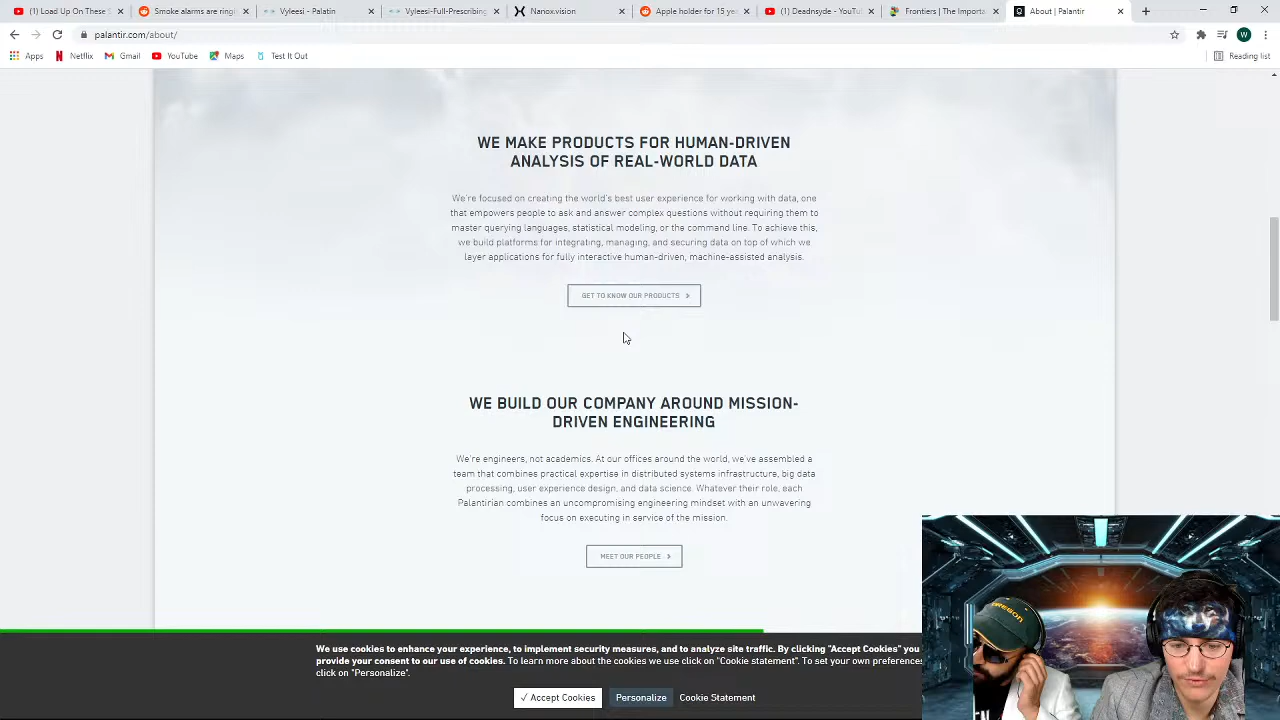 (1) Load Up On These S
Smoke alarms are ringi
Vyleesi - Palatin
Vyleesi-Full-Prescribing
Nanox.vision
Apple holder for 15 yea
(1) Deadnsyde - YouTub
Frontiers | The Importa
About | Palantir
palantir.com/about/
W
Apps
Netflix
Gmail
YouTube
Maps
Test It Out
Reading list
WE MAKE PRODUCTS FOR HUMAN-DRIVEN
ANALYSIS OF REAL-WORLD DATA
We're focused on creating the world's best user experience for working with data, one
that empowers people to ask and answer complex questions without requiring them to
master querying languages, statistical modeling, or the command line. To achieve this,
we build platforms for integrating, managing, and securing data on top of which we
layer applications for fully interactive human-driven, machine-assisted analysis.
GET TO KNOW OUR PRODUCTS
WE BUILD OUR COMPANY AROUND MISSION-
DRIVEN ENGINEERING
We're engineers, not academics. At our offices around the world, we've assembled a
team that combines practical expertise in distributed systems infrastructure, big data
processing, user experience design, and data science. Whatever their role, each
Palantirian combines an uncompromising engineering mindset with an unwavering
focus on executing in service of the mission.
MEET OUR PEOPLE
We use cookies to enhance your experience, to implement security measures, and to analyze site traffic. By clicking "Accept Cookies" you
provide your consent to our use of cookies. To learn more about the cookies we use click on "Cookie statement". To set your own preferences
click on "Personalize".
✓ Accept Cookies
Personalize
Cookie Statement
OREGON